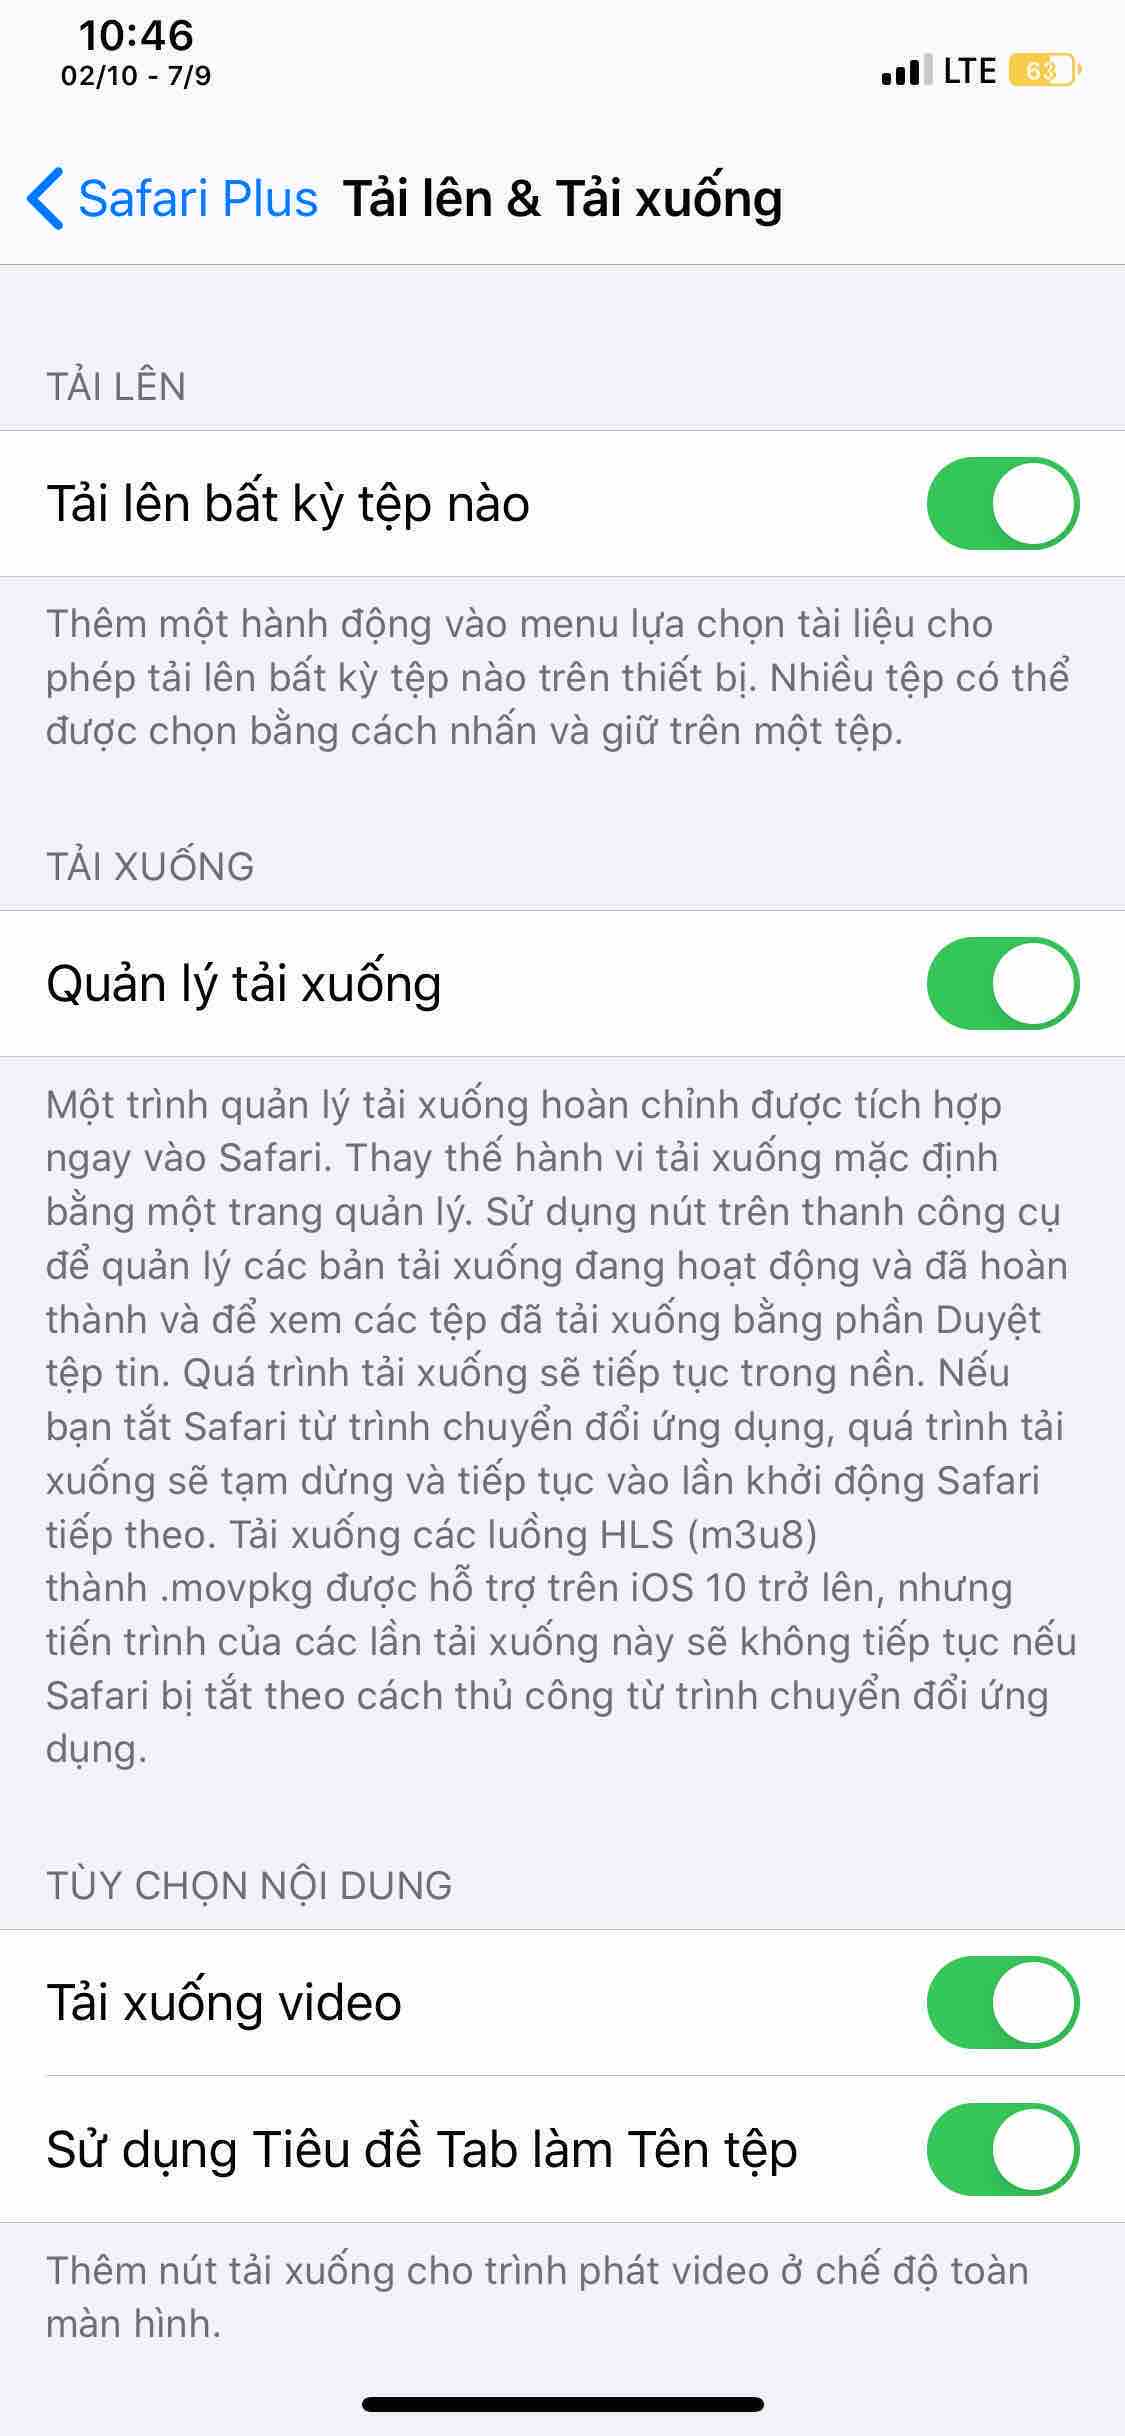 10:46
02/10 - 7/9
LTE 63
Safari Plus Tải lên & Tải xuống
TẢI LÊN
Tải lên bất kỳ tệp nào
Thêm một hành động vào menu lựa chọn tài liệu cho
phép tải lên bất kỳ tệp nào trên thiết bị. Nhiều tệp có thể
được chọn bằng cách nhấn và giữ trên một tệp.
TẢI XUỐNG
Quản lý tải xuống
Một trình quản lý tải xuống hoàn chỉnh được tích hợp
ngay vào Safari. Thay thế hành vi tải xuống mặc định
bằng một trang quản lý. Sử dụng nút trên thanh công cụ
để quản lý các bản tải xuống đang hoạt động và đã hoàn
thành và để xem các tệp đã tải xuống bằng phần Duyệt
tệp tin. Quá trình tải xuống sẽ tiếp tục trong nền. Nếu
bạn tắt Safari từ trình chuyển đổi ứng dụng, quá trình tải
xuống sẽ tạm dừng và tiếp tục vào lần khởi động Safari
tiếp theo. Tải xuống các luồng HLS (m3u8)
thành .movpkg được hỗ trợ trên iOS 10 trở lên, nhưng
tiến trình của các lần tải xuống này sẽ không tiếp tục nếu
Safari bị tắt theo cách thủ công từ trình chuyển đổi ứng
dụng.
TÙY CHỌN NỘI DUNG
Tải xuống video
Sử dụng Tiêu đề Tab làm Tên tệp
Thêm nút tải xuống cho trình phát video ở chế độ toàn
màn hình.